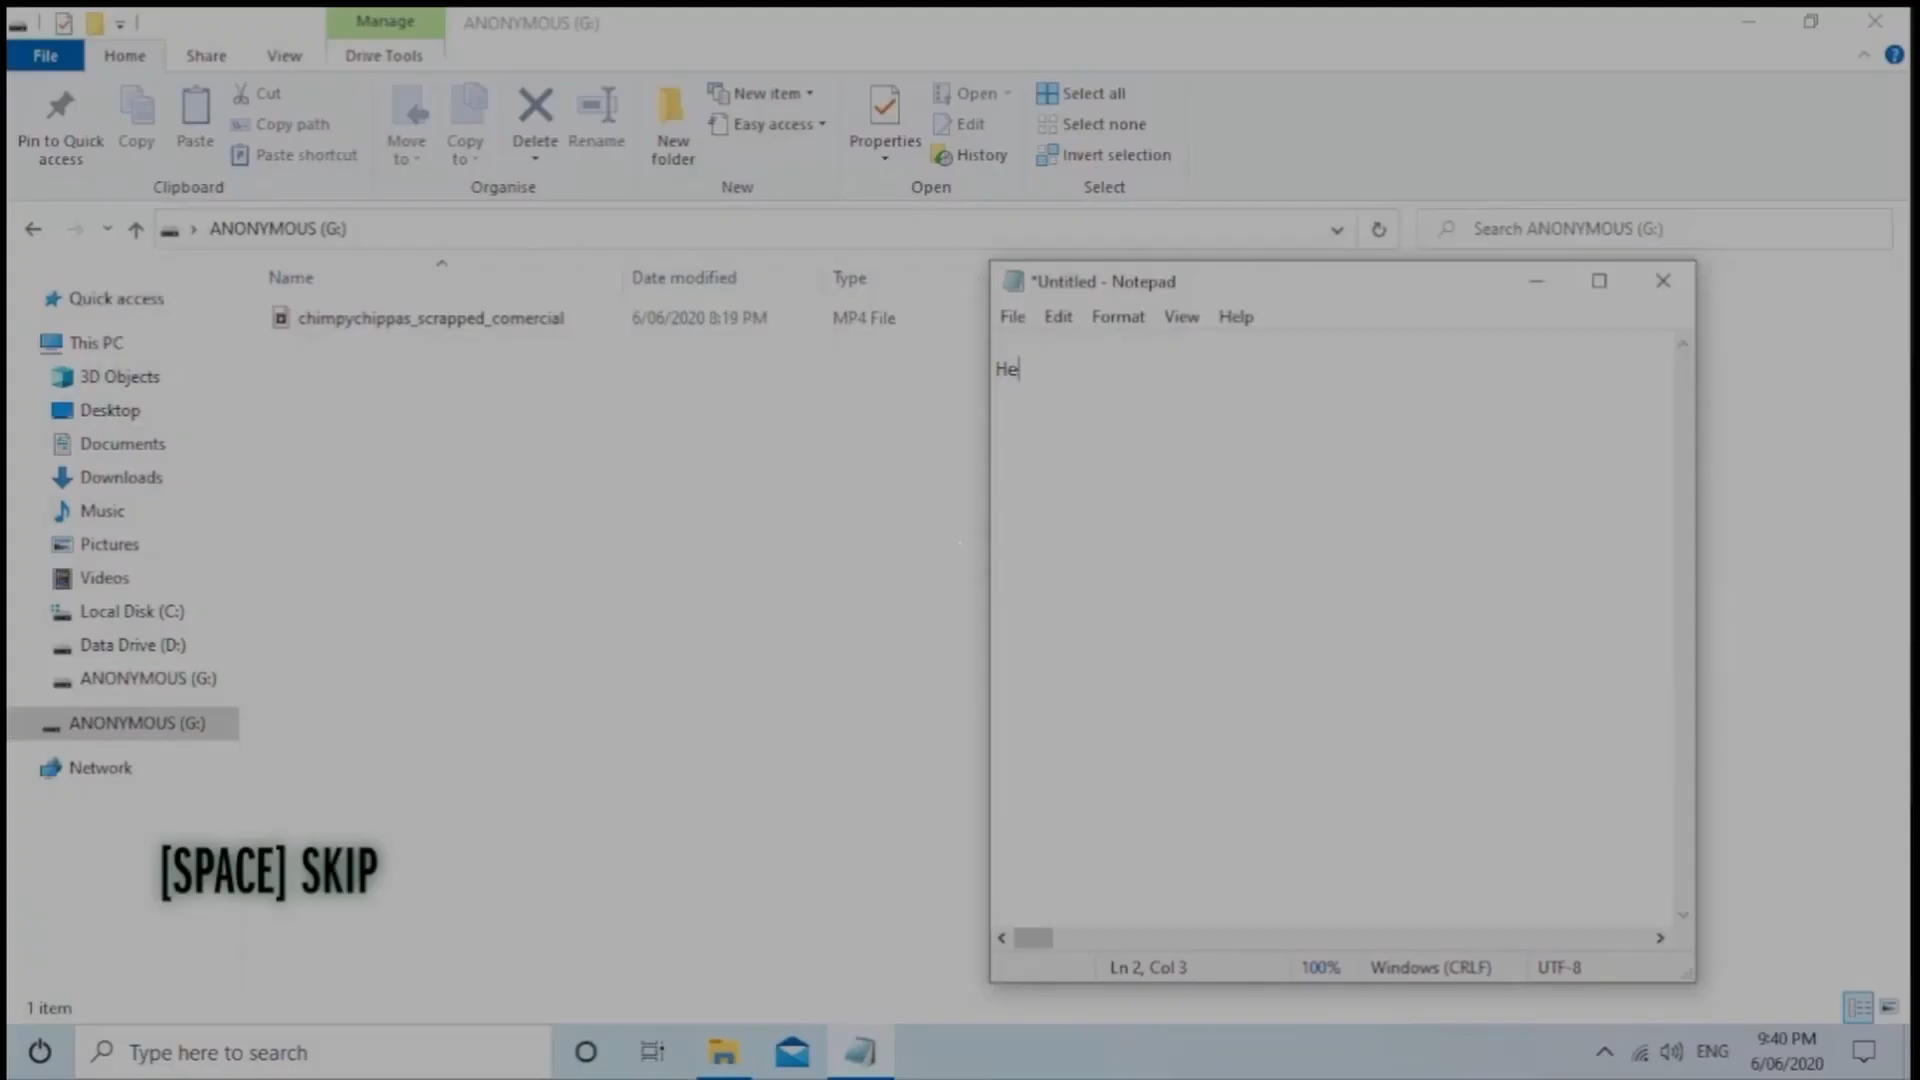 Manage
ANONYMOUS (G:)
File
Home
Share
View
Drive Tools
Pin to Quick access
Copy
Paste
Cut
Copy path
Paste shortcut
Clipboard
Move to
Copy to
Delete
Rename
Organise
New folder
New item
Easy access
New
Properties
Open
Edit
History
Open
Select all
Select none
Invert selection
Select
ANONYMOUS (G:)
Search ANONYMOUS (G:)
Name
Date modified
Type
chimpychippas_scrapped_comercial
6/06/2020 8:19 PM
MP4 File
Quick access
This PC
3D Objects
Desktop
Documents
Downloads
Music
Pictures
Videos
Local Disk (C:)
Data Drive (D:)
ANONYMOUS (G:)
ANONYMOUS (G:)
Network
*Untitled - Notepad
File
Edit
Format
View
Help
He
Ln 2, Col 3
100%
Windows (CRLF)
UTF-8
[SPACE] SKIP
1 item
Type here to search
ENG
9:40 PM
6/06/2020